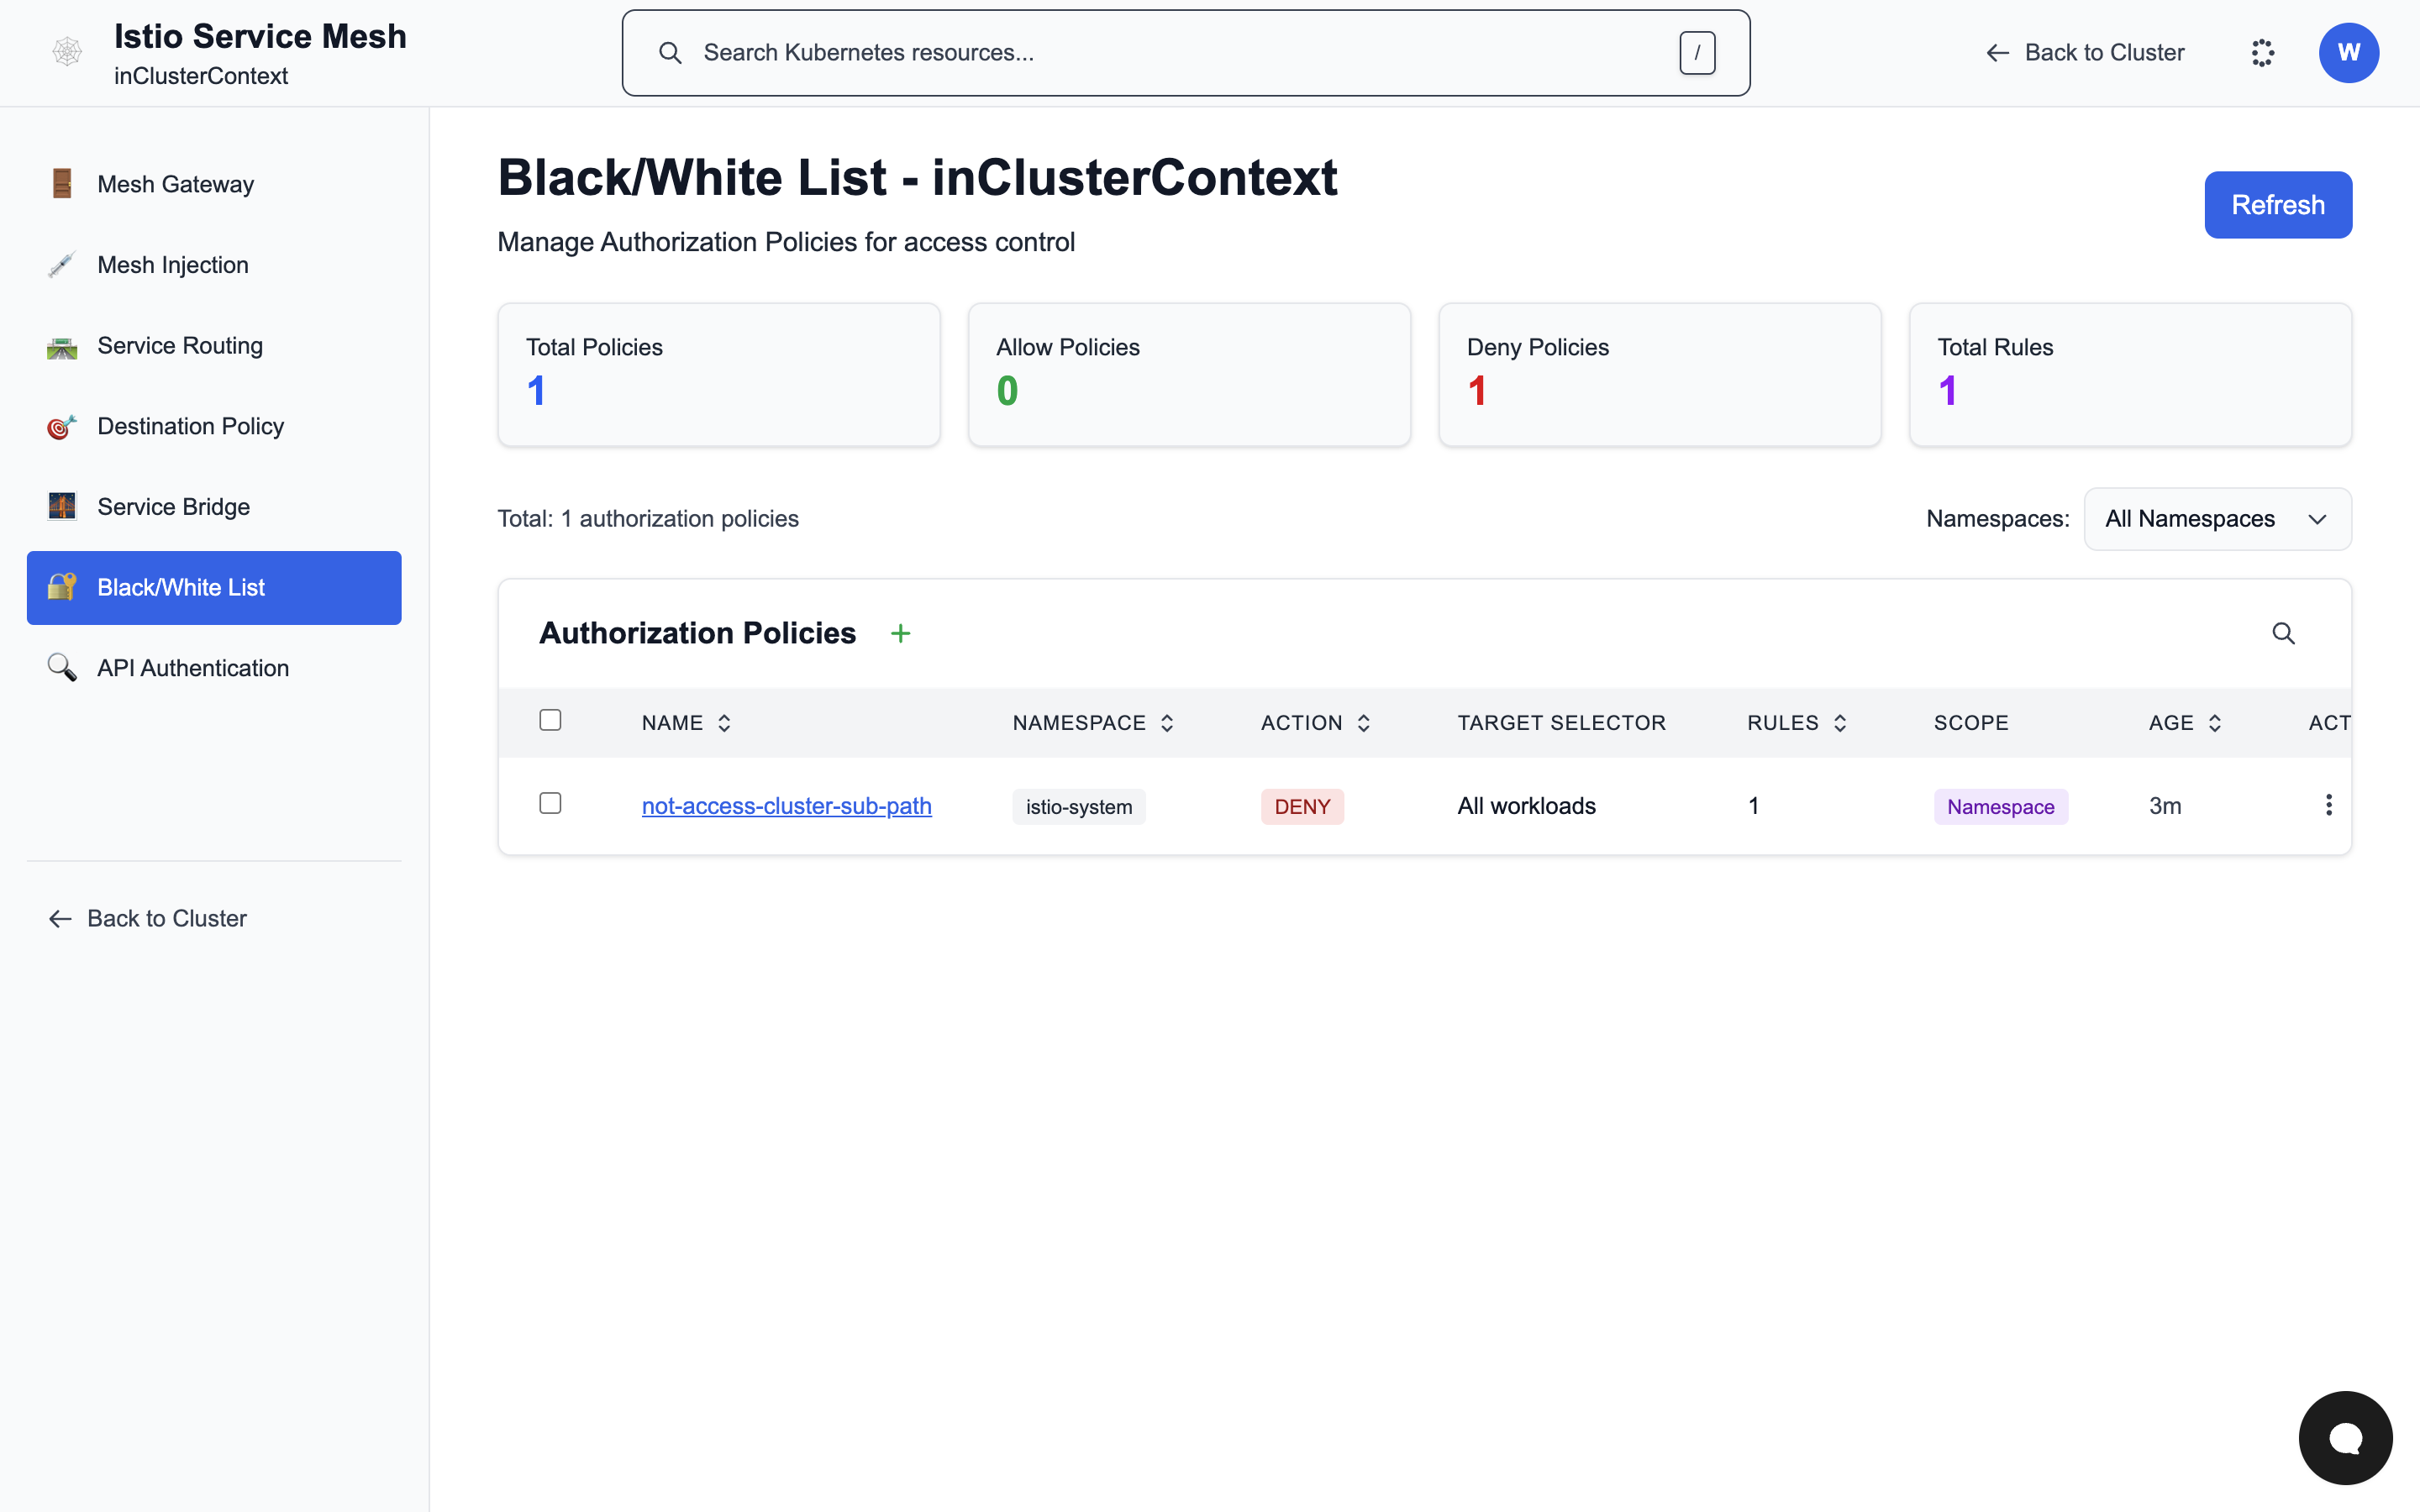 Istio Service Mesh
inClusterContext
Search Kubernetes resources...
/
Back to Cluster
W
Mesh Gateway
Mesh Injection
Service Routing
Destination Policy
Service Bridge
Black/White List
API Authentication
Back to Cluster
Black/White List - inClusterContext
Manage Authorization Policies for access control
Refresh
Total Policies
1
Allow Policies
0
Deny Policies
1
Total Rules
1
Total: 1 authorization policies
Namespaces:
All Namespaces
Authorization Policies
NAME NAMESPACE ACTION TARGET SELECTOR RULES SCOPE AGE ACT
not-access-cluster-sub-path istio-system DENY All workloads 1 Namespace 3m